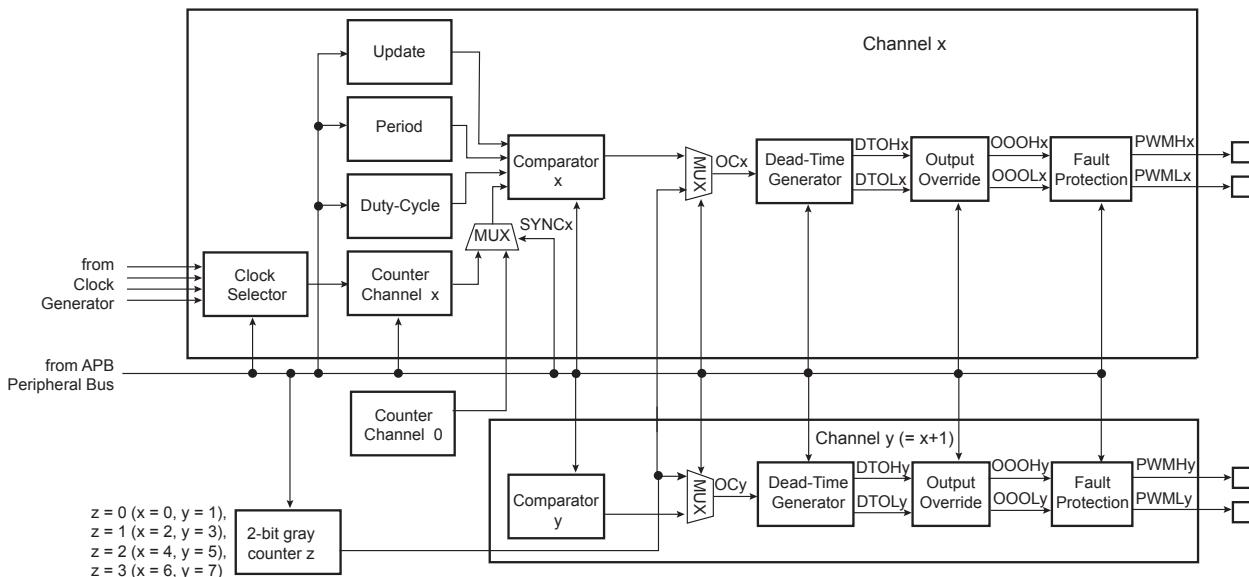 Channel x
Update
Period
Comparator
x
Duty-Cycle
MUX
SYNCx
MUX
OCx
Dead-Time
Generator
DTOHx
DTOLx
Output
Override
OOOHx
OOOLx
Fault
Protection
PWMHx
PWMLx
from
Clock
Generator
Clock
Selector
Counter
Channel x
from APB
Peripheral Bus
Counter
Channel 0
Channel y (= x+1)
Comparator
y
MUX
OCy
Dead-Time
Generator
DTOHy
DTOLy
Output
Override
OOOHy
OOOLy
Fault
Protection
PWMHy
PWMLy
z = 0 (x = 0, y = 1),
z = 1 (x = 2, y = 3),
z = 2 (x = 4, y = 5),
z = 3 (x = 6, y = 7)
2-bit gray
counter z